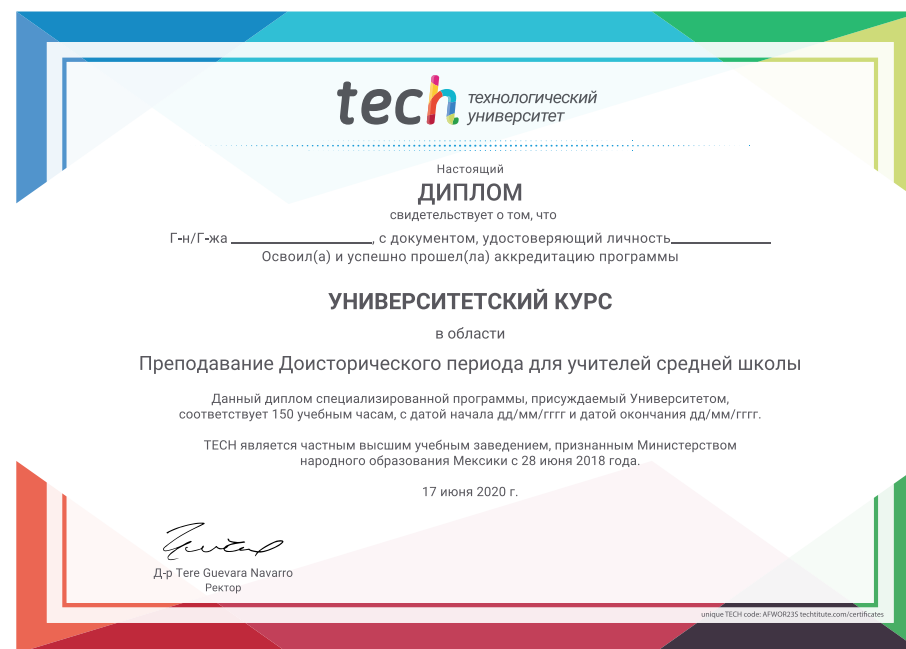 tech технологический
университет
Настоящий
ДИПЛОМ
свидетельствует о том, что
Г-н/Г-жа ____________________, с документом, удостоверяющий личность______________
Освоил(а) и успешно прошел(ла) аккредитацию программы
УНИВЕРСИТЕТСКИЙ КУРС
в области
Преподавание Доисторического периода для учителей средней школы
Данный диплом специализированной программы, присуждаемый Университетом,
соответствует 150 учебным часам, с датой начала дд/мм/гггг и датой окончания дд/мм/гггг.
TECH является частным высшим учебным заведением, признанным Министерством
народного образования Мексики с 28 июня 2018 года.
17 июня 2020 г.
Д-р Tere Guevara Navarro
Ректор
unique TECH code: AFWOR23S techtitute.com/certificates